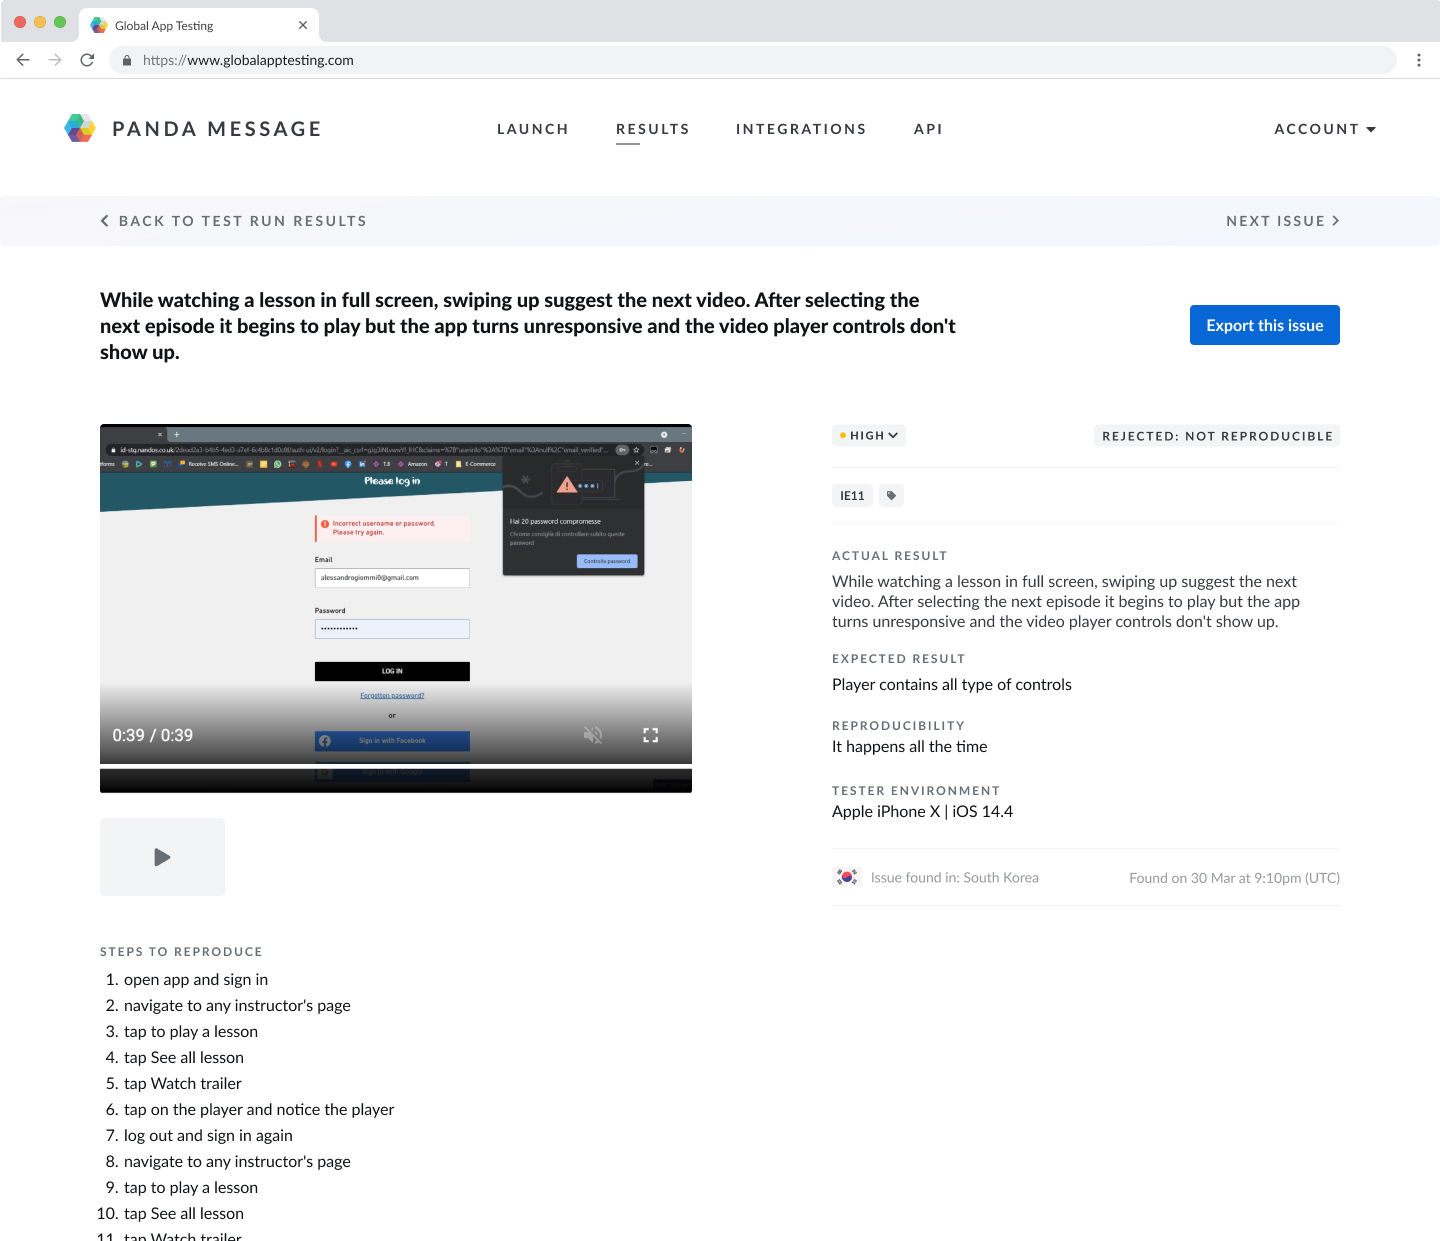 Global App Testing
https://www.globalapptesting.com
PANDA MESSAGE
LAUNCH
RESULTS
INTEGRATIONS
API
ACCOUNT
BACK TO TEST RUN RESULTS
NEXT ISSUE
While watching a lesson in full screen, swiping up suggest the next video. After selecting the
next episode it begins to play but the app turns unresponsive and the video player controls don't
show up.
Export this issue
Receive SMS Online...
Amazon
E-Commerce
Please log in
Incorrect username or password.
Please try again.
Email
alessandrogiommi0@gmail.com
Password
LOG IN
Forgotten password?
or
Sign in with Facebook
Sign in with Google
Hai 20 password compromesse
Chrome consiglia di controllare subito queste
password
Controlla password
0:39 / 0:39
HIGH
REJECTED: NOT REPRODUCIBLE
IE11
ACTUAL RESULT
While watching a lesson in full screen, swiping up suggest the next
video. After selecting the next episode it begins to play but the app
turns unresponsive and the video player controls don't show up.
EXPECTED RESULT
Player contains all type of controls
REPRODUCIBILITY
It happens all the time
TESTER ENVIRONMENT
Apple iPhone X | iOS 14.4
Issue found in: South Korea
Found on 30 Mar at 9:10pm (UTC)
STEPS TO REPRODUCE
1. open app and sign in
2. navigate to any instructor's page
3. tap to play a lesson
4. tap See all lesson
5. tap Watch trailer
6. tap on the player and notice the player
7. log out and sign in again
8. navigate to any instructor's page
9. tap to play a lesson
10. tap See all lesson
11. tap Watch trailer